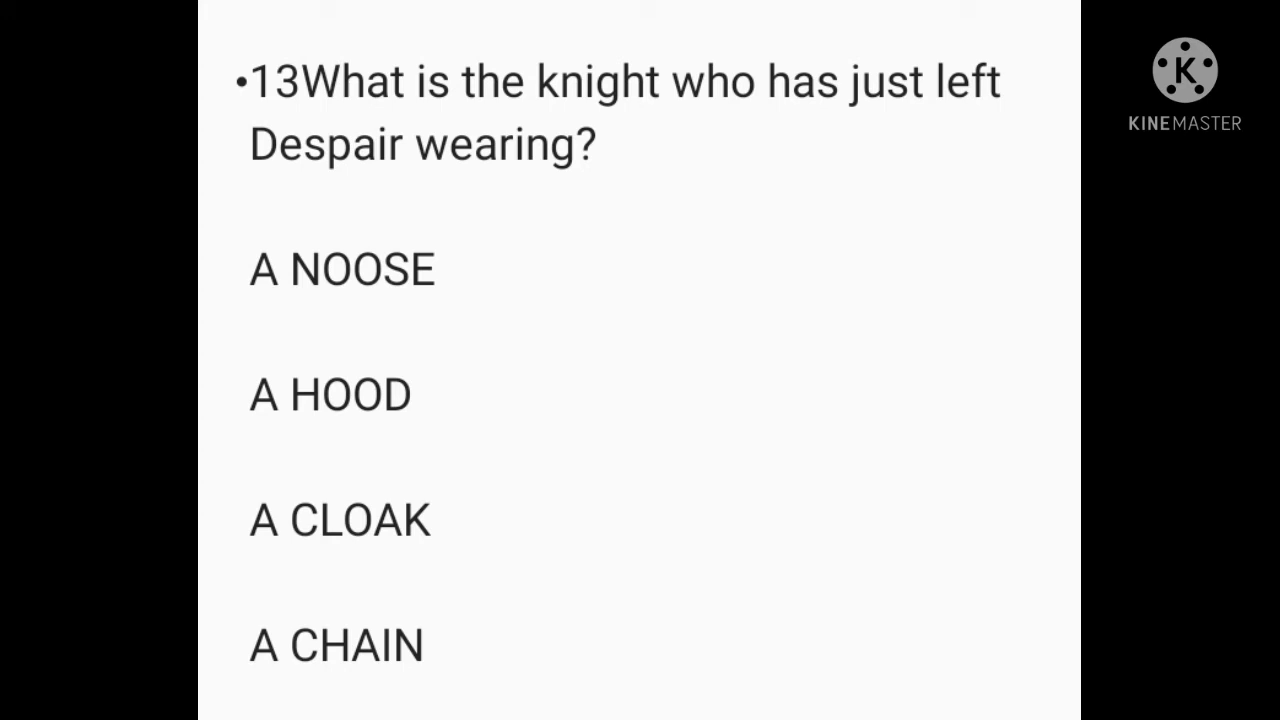 •13What is the knight who has just left
Despair wearing?
A NOOSE
A HOOD
A CLOAK
A CHAIN
K
KINEMASTER